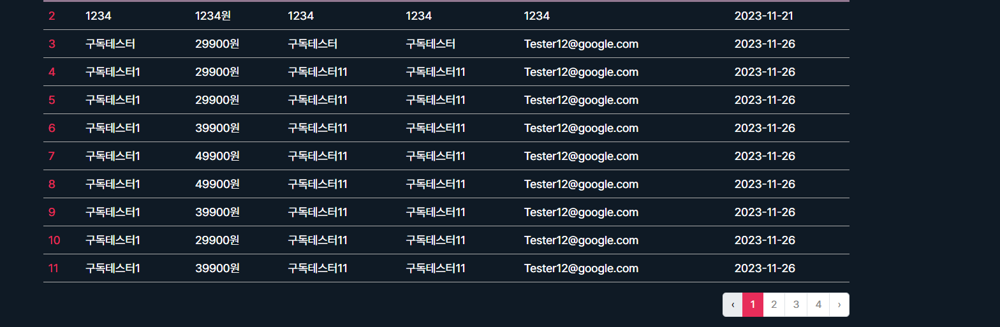 2 1234 1234원 1234 1234 1234 2023-11-21
3 구독테스터 29900원 구독테스터 구독테스터 Tester12@google.com 2023-11-26
4 구독테스터1 29900원 구독테스터11 구독테스터11 Tester12@google.com 2023-11-26
5 구독테스터1 29900원 구독테스터11 구독테스터11 Tester12@google.com 2023-11-26
6 구독테스터1 39900원 구독테스터11 구독테스터11 Tester12@google.com 2023-11-26
7 구독테스터1 49900원 구독테스터11 구독테스터11 Tester12@google.com 2023-11-26
8 구독테스터1 49900원 구독테스터11 구독테스터11 Tester12@google.com 2023-11-26
9 구독테스터1 39900원 구독테스터11 구독테스터11 Tester12@google.com 2023-11-26
10 구독테스터1 29900원 구독테스터11 구독테스터11 Tester12@google.com 2023-11-26
11 구독테스터1 39900원 구독테스터11 구독테스터11 Tester12@google.com 2023-11-26
‹ 1 2 3 4 ›